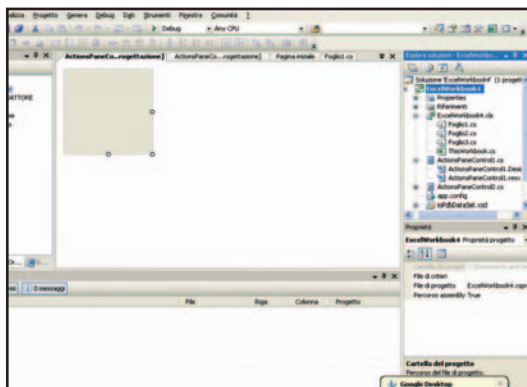 Progetto Genera Debug Dati Strumenti Finestra Comunità ?
Debug Any CPU
ActionsPaneCo...rogettazione] ActionsPaneCo...rogettazione] Pagina iniziale Foglio1.cs
Esplora soluzioni - ExcelWorkbo...
Soluzione 'ExcelWorkbook4' (1 progett
ExcelWorkbook4
Properties
Riferimenti
ExcelWorkbook4.xls
Foglio1.cs
Foglio2.cs
Foglio3.cs
ThisWorkbook.cs
ActionsPaneControl1.cs
ActionsPaneControl1.Desi
ActionsPaneControl1.resx
ActionsPaneControl2.cs
app.config
ioPdbDataSet.xsd
Proprietà
ExcelWorkbook4 Proprietà progetto
File di criteri
File di progetto ExcelWorkbook4.cspr
Percorso assembly True
0 messaggi
File Riga Colonna Progetto
Cartella del progetto
Percorso del file di progetto.
Google Desktop